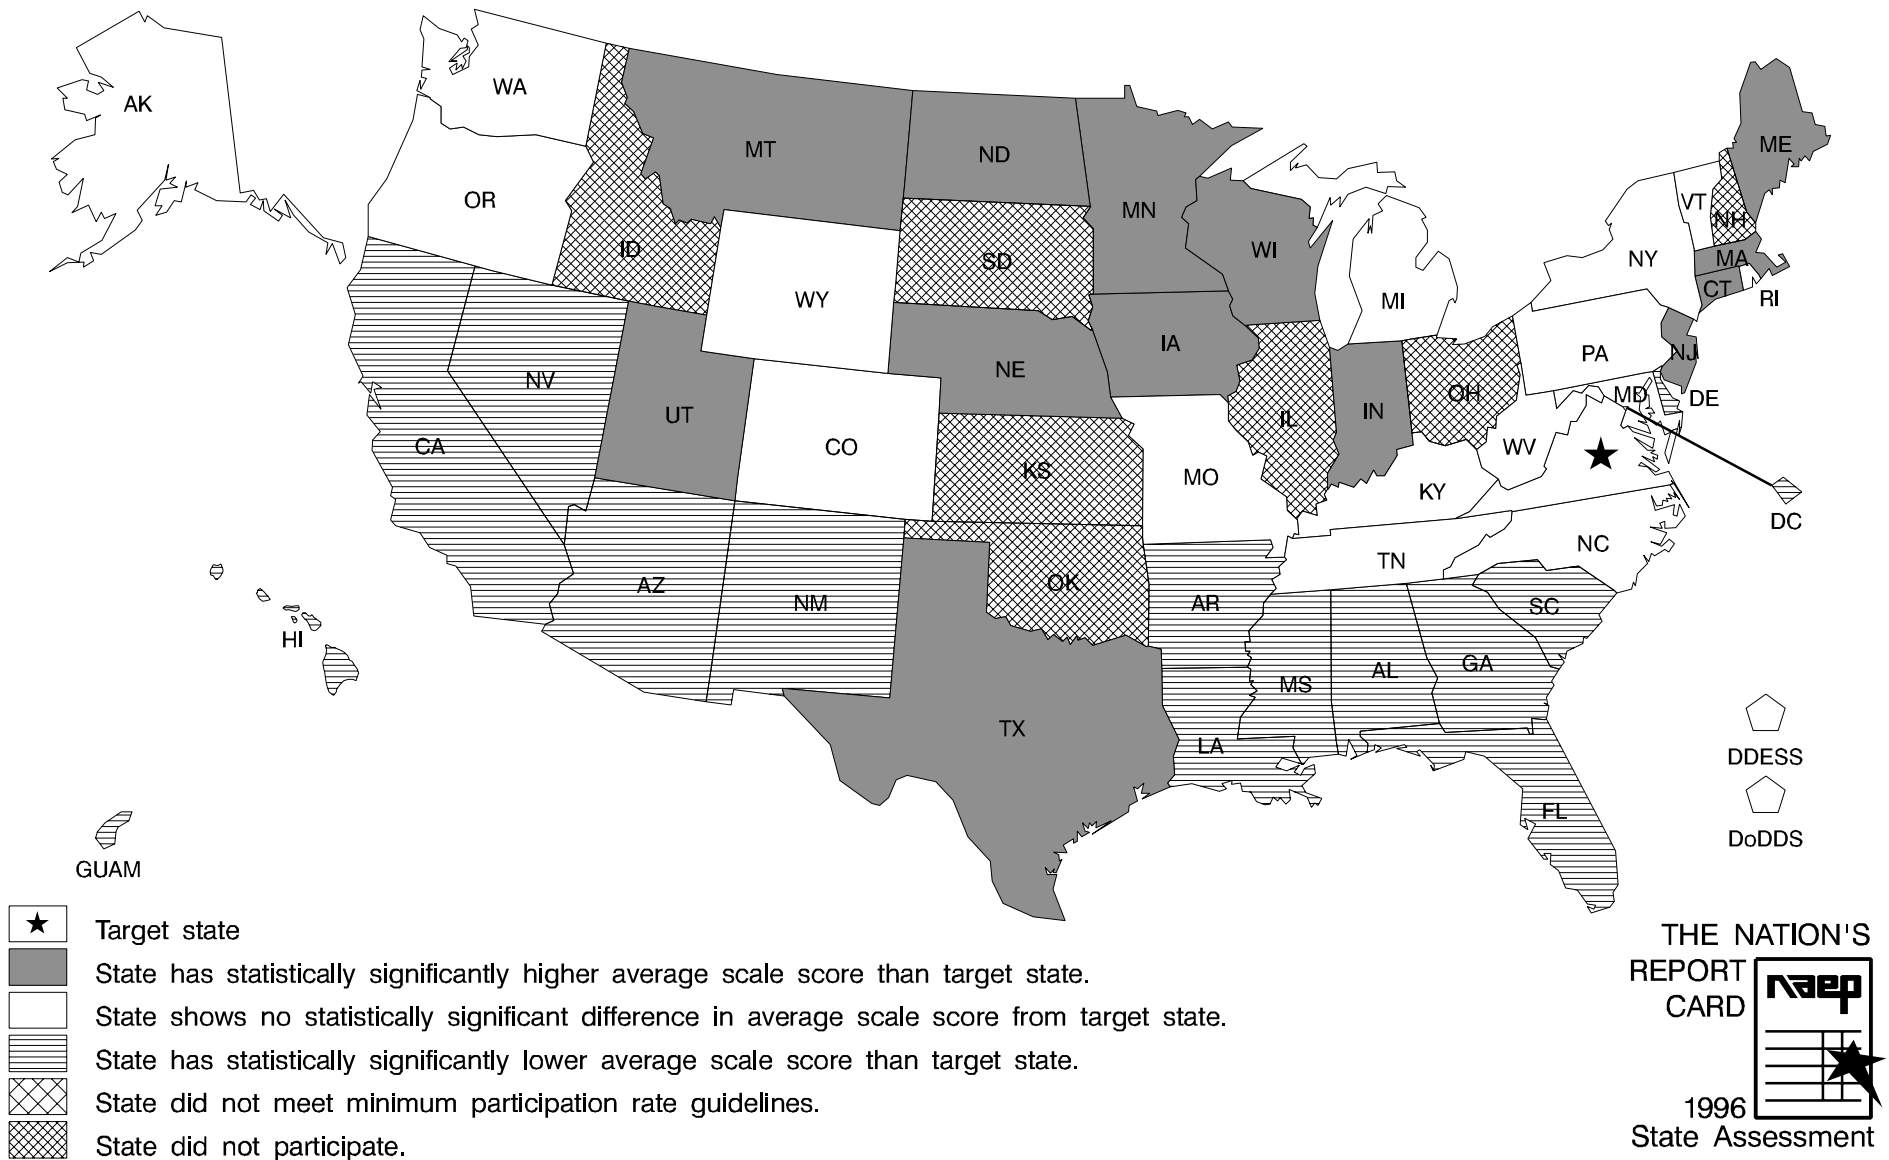 AK
WA
MT
ND
ME
OR
MN
VT
NH
ID
SD
WI
NY
MA
WY
MI
CT
RI
IA
NE
PA
NJ
NV
UT
IL
IN
OH
MD
DE
CA
CO
KS
MO
KY
WV
DC
TN
NC
AZ
NM
OK
AR
SC
HI
MS
AL
GA
TX
LA
DDESS
FL
DoDDS
GUAM
Target state
State has statistically significantly higher average scale score than target state.
State shows no statistically significant difference in average scale score from target state.
State has statistically significantly lower average scale score than target state.
State did not meet minimum participation rate guidelines.
State did not participate.
THE NATION'S
REPORT
CARD
naep
1996
State Assessment